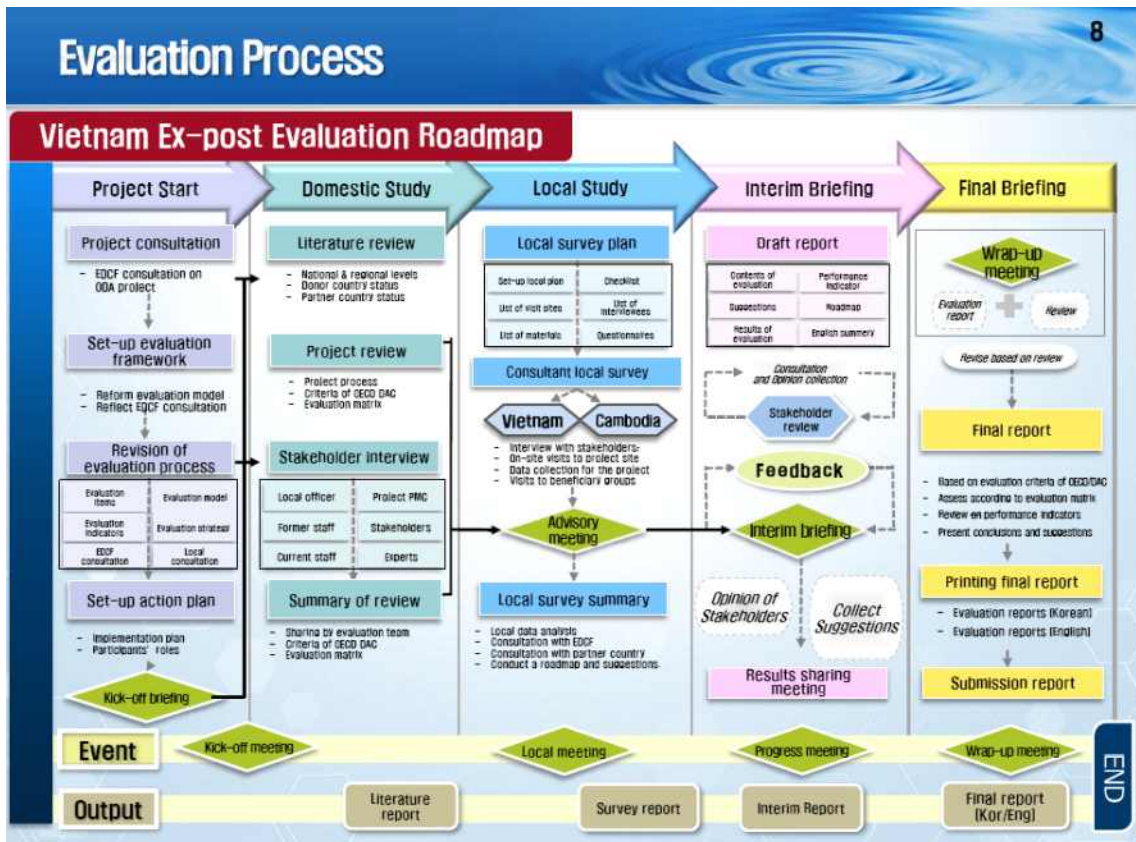 8
Evaluation Process
Vietnam Ex-post Evaluation Roadmap
Project Start
Domestic Study
Local Study
Interim Briefing
Final Briefing
Project consultation
- EDCF consultation on
ODA project
Set-up evaluation
framework
- Reform evaluation model
- Reflect EDCF consultation
Revision of
evaluation process
Evaluation
items
Evaluation model
Evaluation
indicators
Evaluation strategy
EDCF
consultation
Local
consultation
Set-up action plan
- Implementation plan
- Participants' roles
Kick-off briefing
Literature review
- National & regional levels
- Donor country status
- Partner country status
Project review
- Project process
- Criteria of OECD DAC
- Evaluation matrix
Stakeholder interview
Local officer
Project PMC
Former staff
Stakeholders
Current staff
Experts
Summary of review
- Sharing by evaluation team
- Criteria of OECD DAC
- Evaluation matrix
Local survey plan
Set-up local plan
Checklist
List of visit sites
List of
interviewees
List of materials
Questionnaires
Consultant local survey
Vietnam
Cambodia
- Interview with stakeholders
- On-site visits to project site
- Data collection for the project
- Visits to beneficiary groups
Advisory
meeting
Local survey summary
- Local data analysis
- Consultation with EDCF
- Consultation with partner country
- Conduct a roadmap and suggestions
Draft report
Contents of
evaluation
Performance
indicator
Suggestions
Roadmap
Results of
evaluation
English summery
Consultation
and Opinion collection
Stakeholder
review
Feedback
Interim briefing
Opinion of
Stakeholders
Collect
Suggestions
Results sharing
meeting
Wrap-up
meeting
Evaluation
report
Review
Revise based on review
Final report
- Based on evaluation criteria of OECD/DAC
- Assess according to evaluation matrix
- Review on performance indicators
- Present conclusions and suggestions
Printing final report
- Evaluation reports [Korean]
- Evaluation reports [English]
Submission report
Event
Kick-off meeting
Local meeting
Progress meeting
Wrap-up meeting
END
Output
Literature
report
Survey report
Interim Report
Final report
[Kor/Eng]